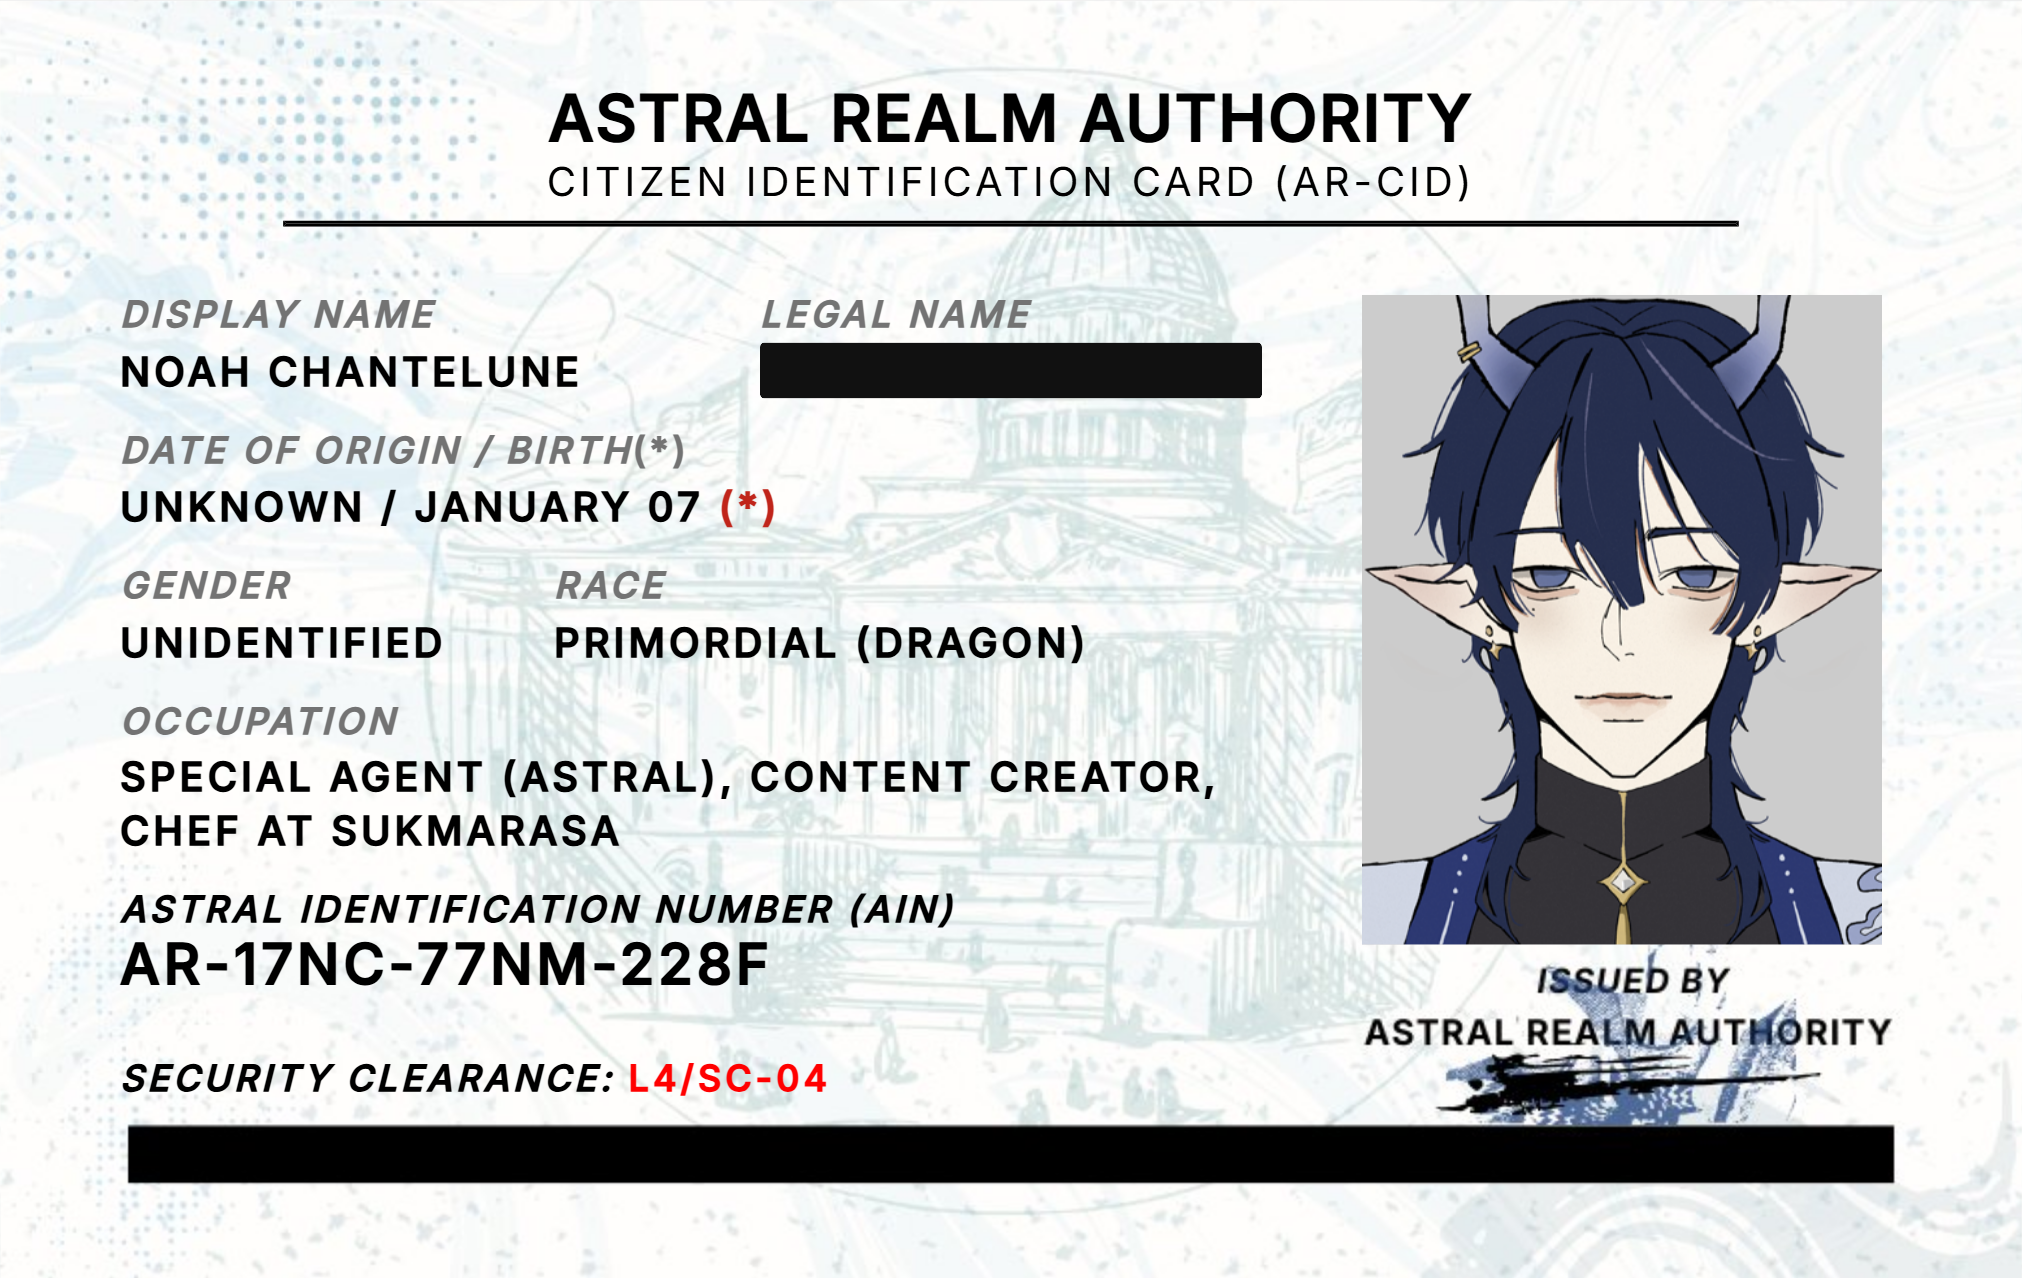 ASTRAL REALM AUTHORITY
CITIZEN IDENTIFICATION CARD (AR-CID)
DISPLAY NAME
NOAH CHANTELUNE
LEGAL NAME
DATE OF ORIGIN / BIRTH(*)
UNKNOWN / JANUARY 07 (*)
GENDER
UNIDENTIFIED
RACE
PRIMORDIAL (DRAGON)
OCCUPATION
SPECIAL AGENT (ASTRAL), CONTENT CREATOR,
CHEF AT SUKMARASA
ASTRAL IDENTIFICATION NUMBER (AIN)
AR-17NC-77NM-228F
SECURITY CLEARANCE: L4/SC-04
ISSUED BY
ASTRAL REALM AUTHORITY